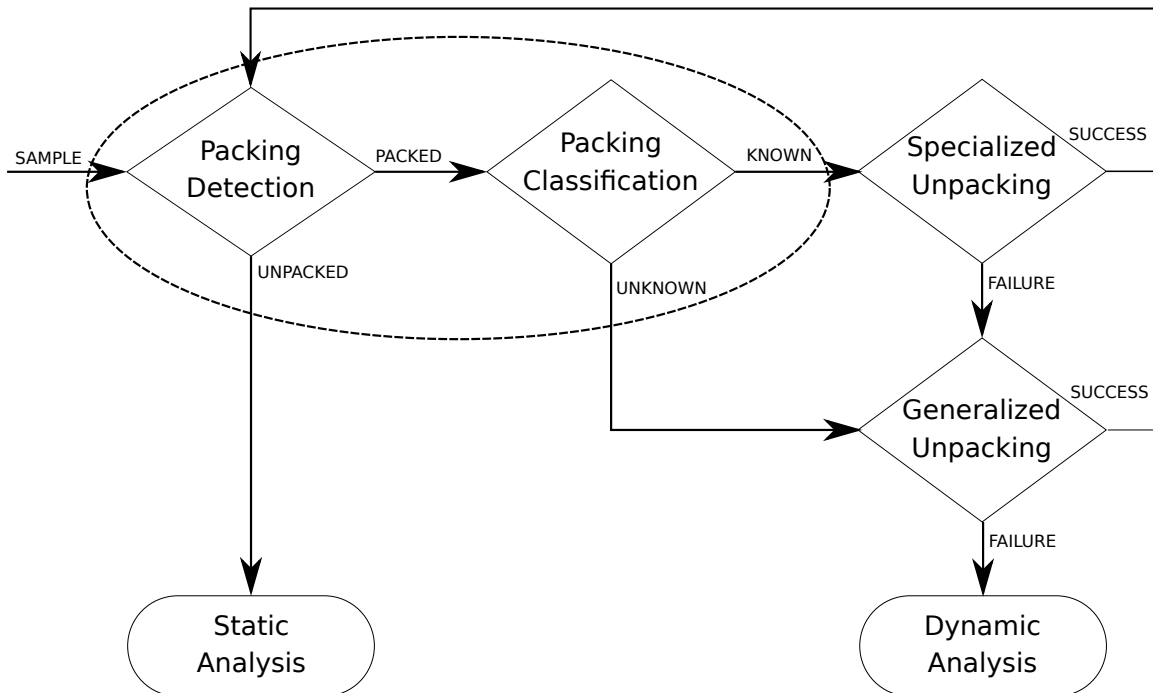 SAMPLE
Packing
Detection
PACKED
Packing
Classification
KNOWN
Specialized
Unpacking
SUCCESS
UNPACKED
UNKNOWN
FAILURE
Generalized
Unpacking
SUCCESS
FAILURE
Static
Analysis
Dynamic
Analysis